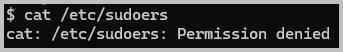 $ cat /etc/sudoers
cat: /etc/sudoers: Permission denied